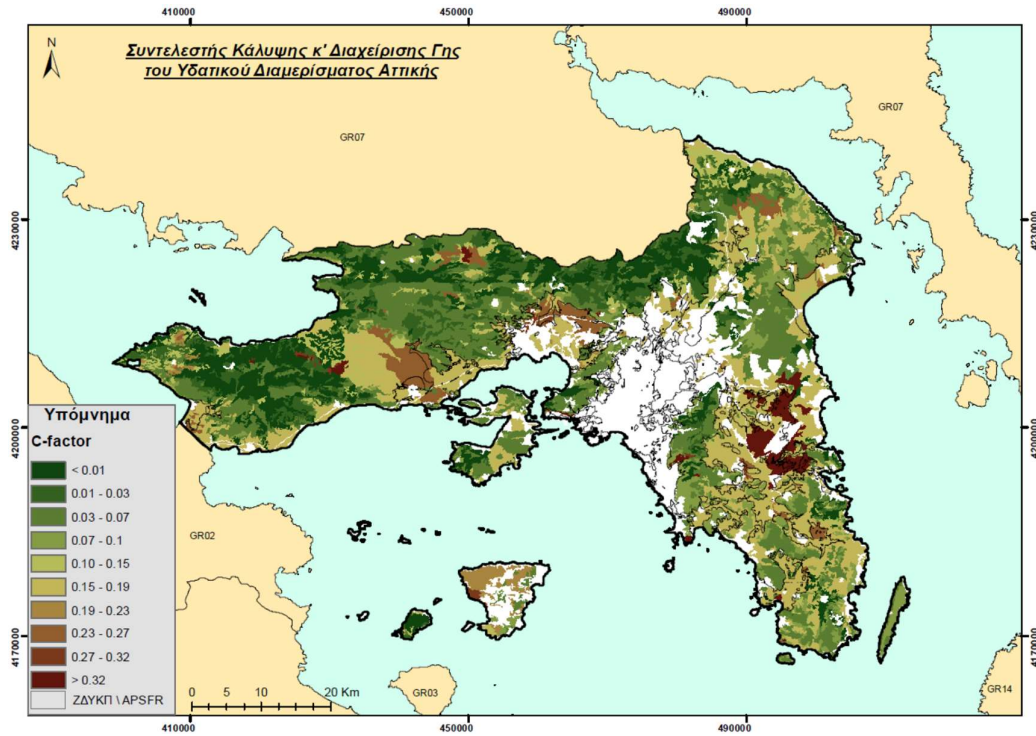 410000 450000 490000
N
Συντελεστής Κάλυψης κ' Διαχείρισης Γης
του Υδατικού Διαμερίσματος Αττικής
GR07
GR07
4230000 4230000
Υπόμνημα
C-factor
4200000 4200000
< 0.01
0.01 - 0.03
0.03 - 0.07
0.07 - 0.1
0.10 - 0.15
0.15 - 0.19
0.19 - 0.23
0.23 - 0.27
0.27 - 0.32
> 0.32
ΖΔΥΚΠ \ APSFR
GR02
4170000 4170000
GR03
GR14
0 5 10 20 Km
410000 450000 490000